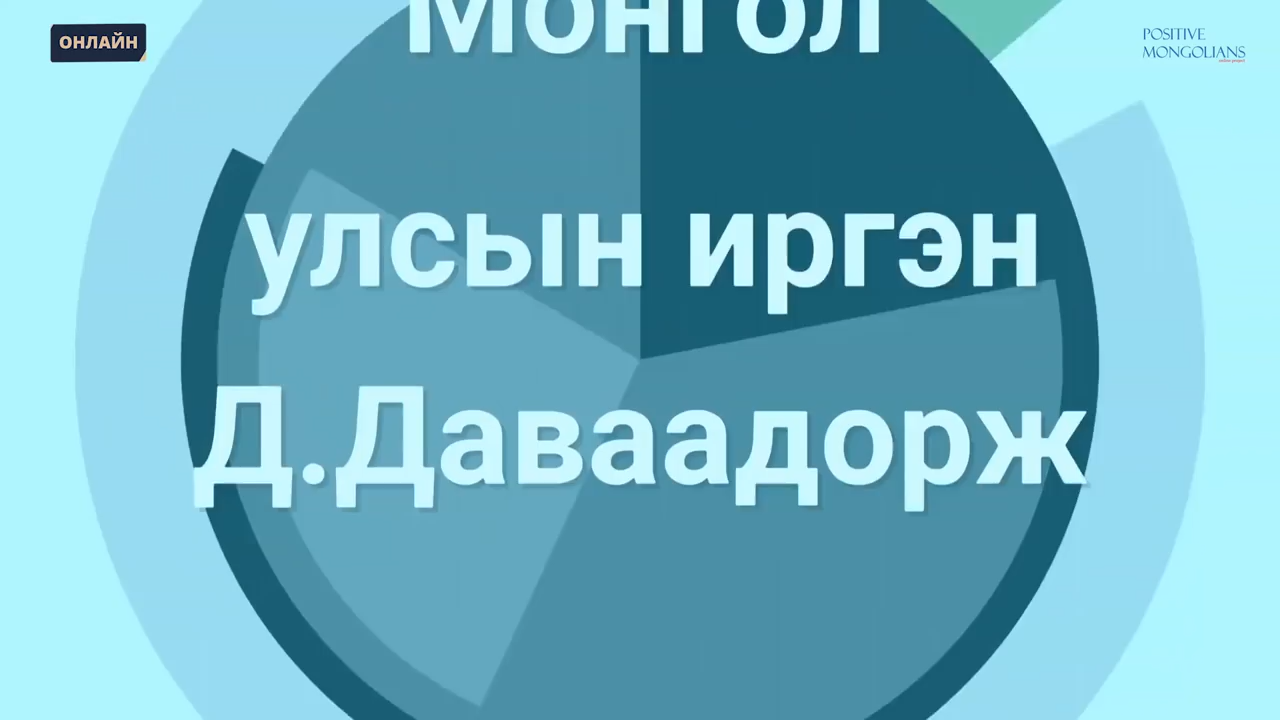 Монгол
ОНЛАЙН
POSITIVE
MONGOLIANS
улсын иргэн
Д.Даваадорж